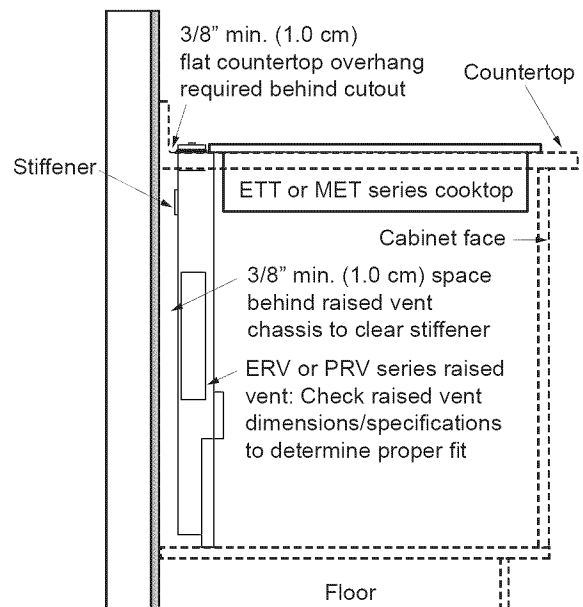 3/8” min. (1.0 cm)
flat countertop overhang
required behind cutout
Countertop
Stiffener
ETT or MET series cooktop
Cabinet face
3/8” min. (1.0 cm) space
behind raised vent
chassis to clear stiffener
ERV or PRV series raised
vent: Check raised vent
dimensions/specifications
to determine proper fit
Floor